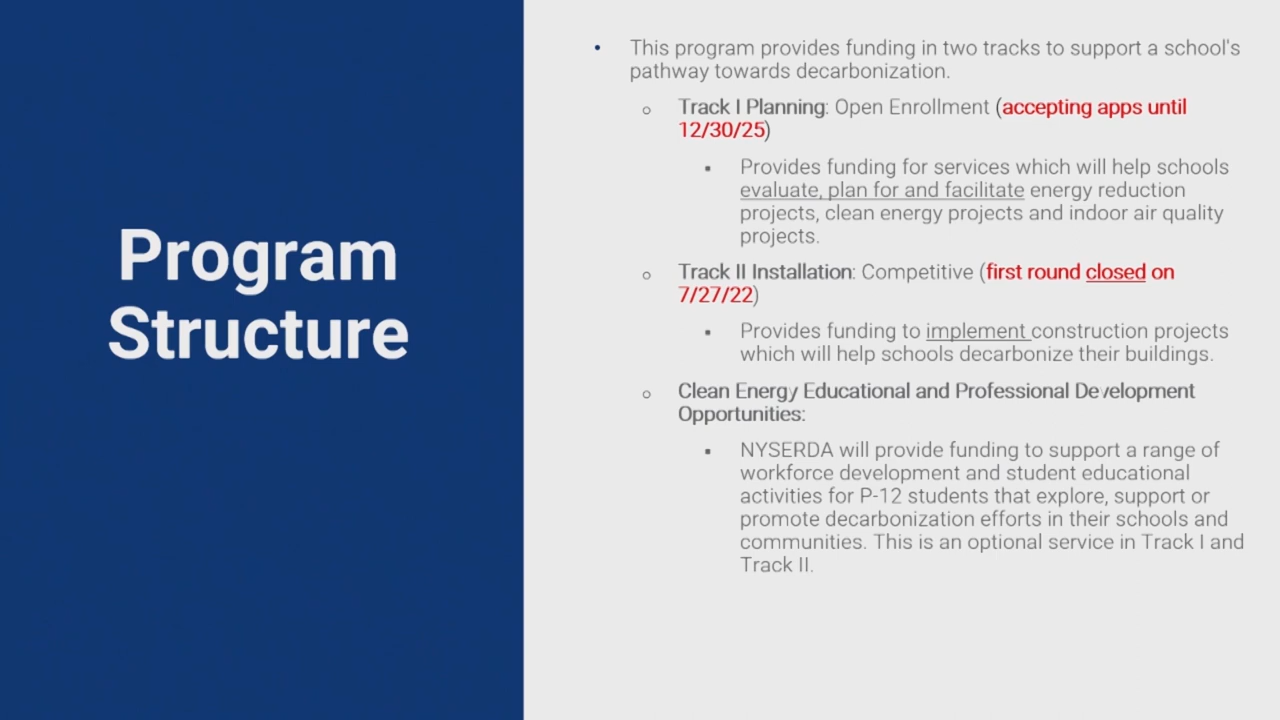 Program
Structure
• This program provides funding in two tracks to support a school's
pathway towards decarbonization.
o Track I Planning: Open Enrollment (accepting apps until
12/30/25)
▪ Provides funding for services which will help schools
evaluate, plan for and facilitate energy reduction
projects, clean energy projects and indoor air quality
projects.
o Track II Installation: Competitive (first round closed on
7/27/22)
▪ Provides funding to implement construction projects
which will help schools decarbonize their buildings.
o Clean Energy Educational and Professional Development
Opportunities:
▪ NYSERDA will provide funding to support a range of
workforce development and student educational
activities for P-12 students that explore, support or
promote decarbonization efforts in their schools and
communities. This is an optional service in Track I and
Track II.